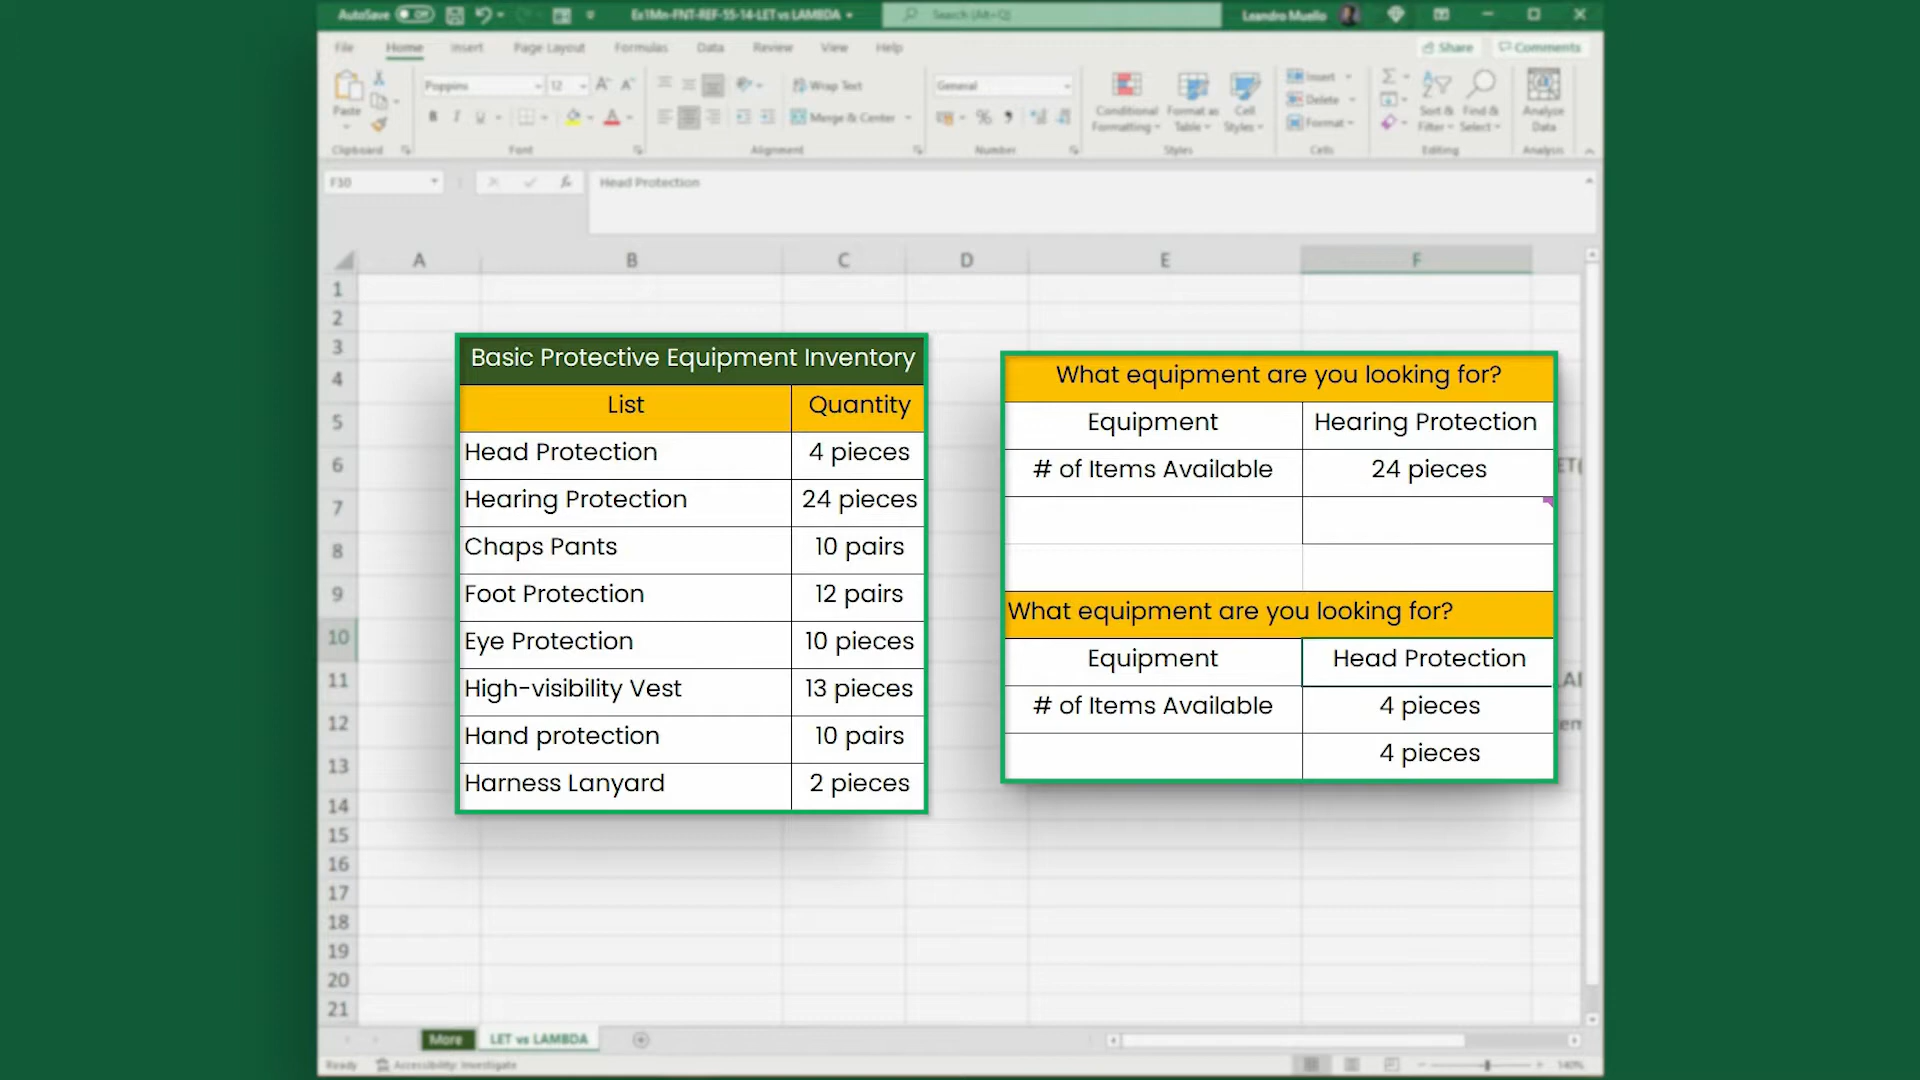 AutoSave Off Ex1Mn-FNT-REF-55-14-LET vs LAMBDA Search (Alt+Q) Leandro Muello
File Home Insert Page Layout Formulas Data Review View Help Share Comments
Paste Poppins 12 Wrap Text General Conditional Formatting Format as Table Cell Styles Insert Sort & Filter Find & Select Analyze Data
B I U Merge & Center % Delete
Format
Clipboard Font Alignment Number Styles Cells Editing Analysis
F10 fx Head Protection
A B C D E F
1
2
3
4
5
6
7
8
9
10
11
12
13
14
15
16
17
18
19
20
21
Basic Protective Equipment Inventory
List Quantity
Head Protection 4 pieces
Hearing Protection 24 pieces
Chaps Pants 10 pairs
Foot Protection 12 pairs
Eye Protection 10 pieces
High-visibility Vest 13 pieces
Hand protection 10 pairs
Harness Lanyard 2 pieces
What equipment are you looking for?
Equipment Hearing Protection
# of Items Available 24 pieces
What equipment are you looking for?
Equipment Head Protection
# of Items Available 4 pieces
4 pieces
More LET vs LAMBDA
Ready Accessibility: Investigate 140%